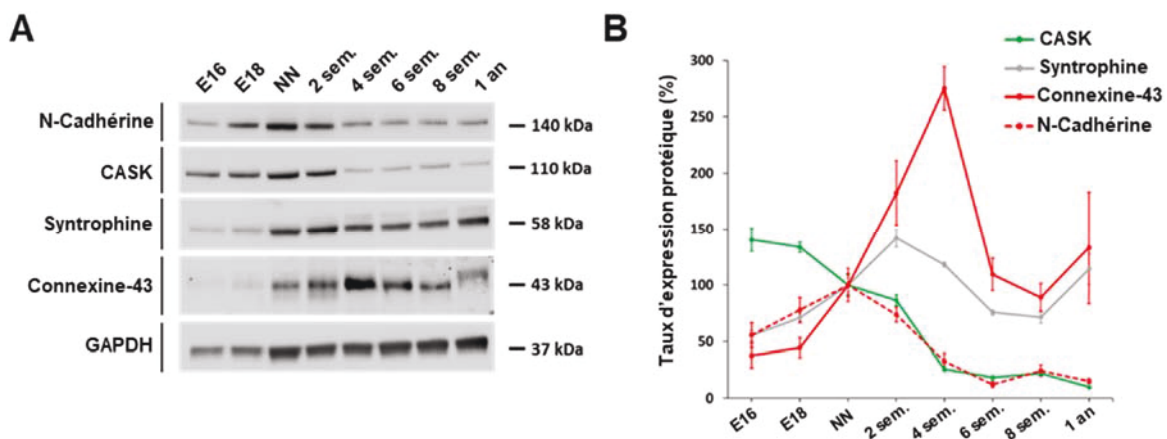 A
E16 E18 NN 2 sem. 4 sem. 6 sem. 8 sem. 1 an
N-Cadhérine 140 kDa
CASK 110 kDa
Syntrophine 58 kDa
Connexine-43 43 kDa
GAPDH 37 kDa
B
CASK
Syntrophine
Connexine-43
N-Cadhérine
Taux d'expression protéique (%)
300
250
200
150
100
50
0
E16 E18 NN 2 sem. 4 sem. 6 sem. 8 sem. 1 an